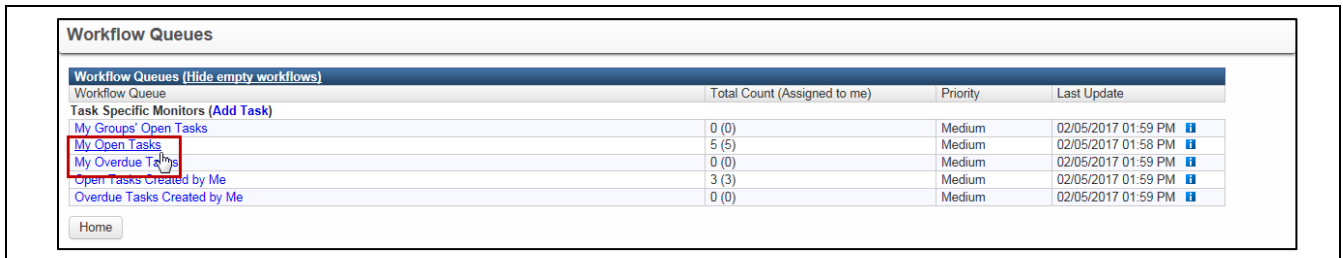 Workflow Queues
Workflow Queues (Hide empty workflows)
Workflow Queue Total Count (Assigned to me) Priority Last Update
Task Specific Monitors (Add Task)
My Groups' Open Tasks 0 (0) Medium 02/05/2017 01:59 PM i
My Open Tasks 5 (5) Medium 02/05/2017 01:58 PM i
My Overdue Tasks 0 (0) Medium 02/05/2017 01:59 PM i
Open Tasks Created by Me 3 (3) Medium 02/05/2017 01:59 PM i
Overdue Tasks Created by Me 0 (0) Medium 02/05/2017 01:59 PM i
Home